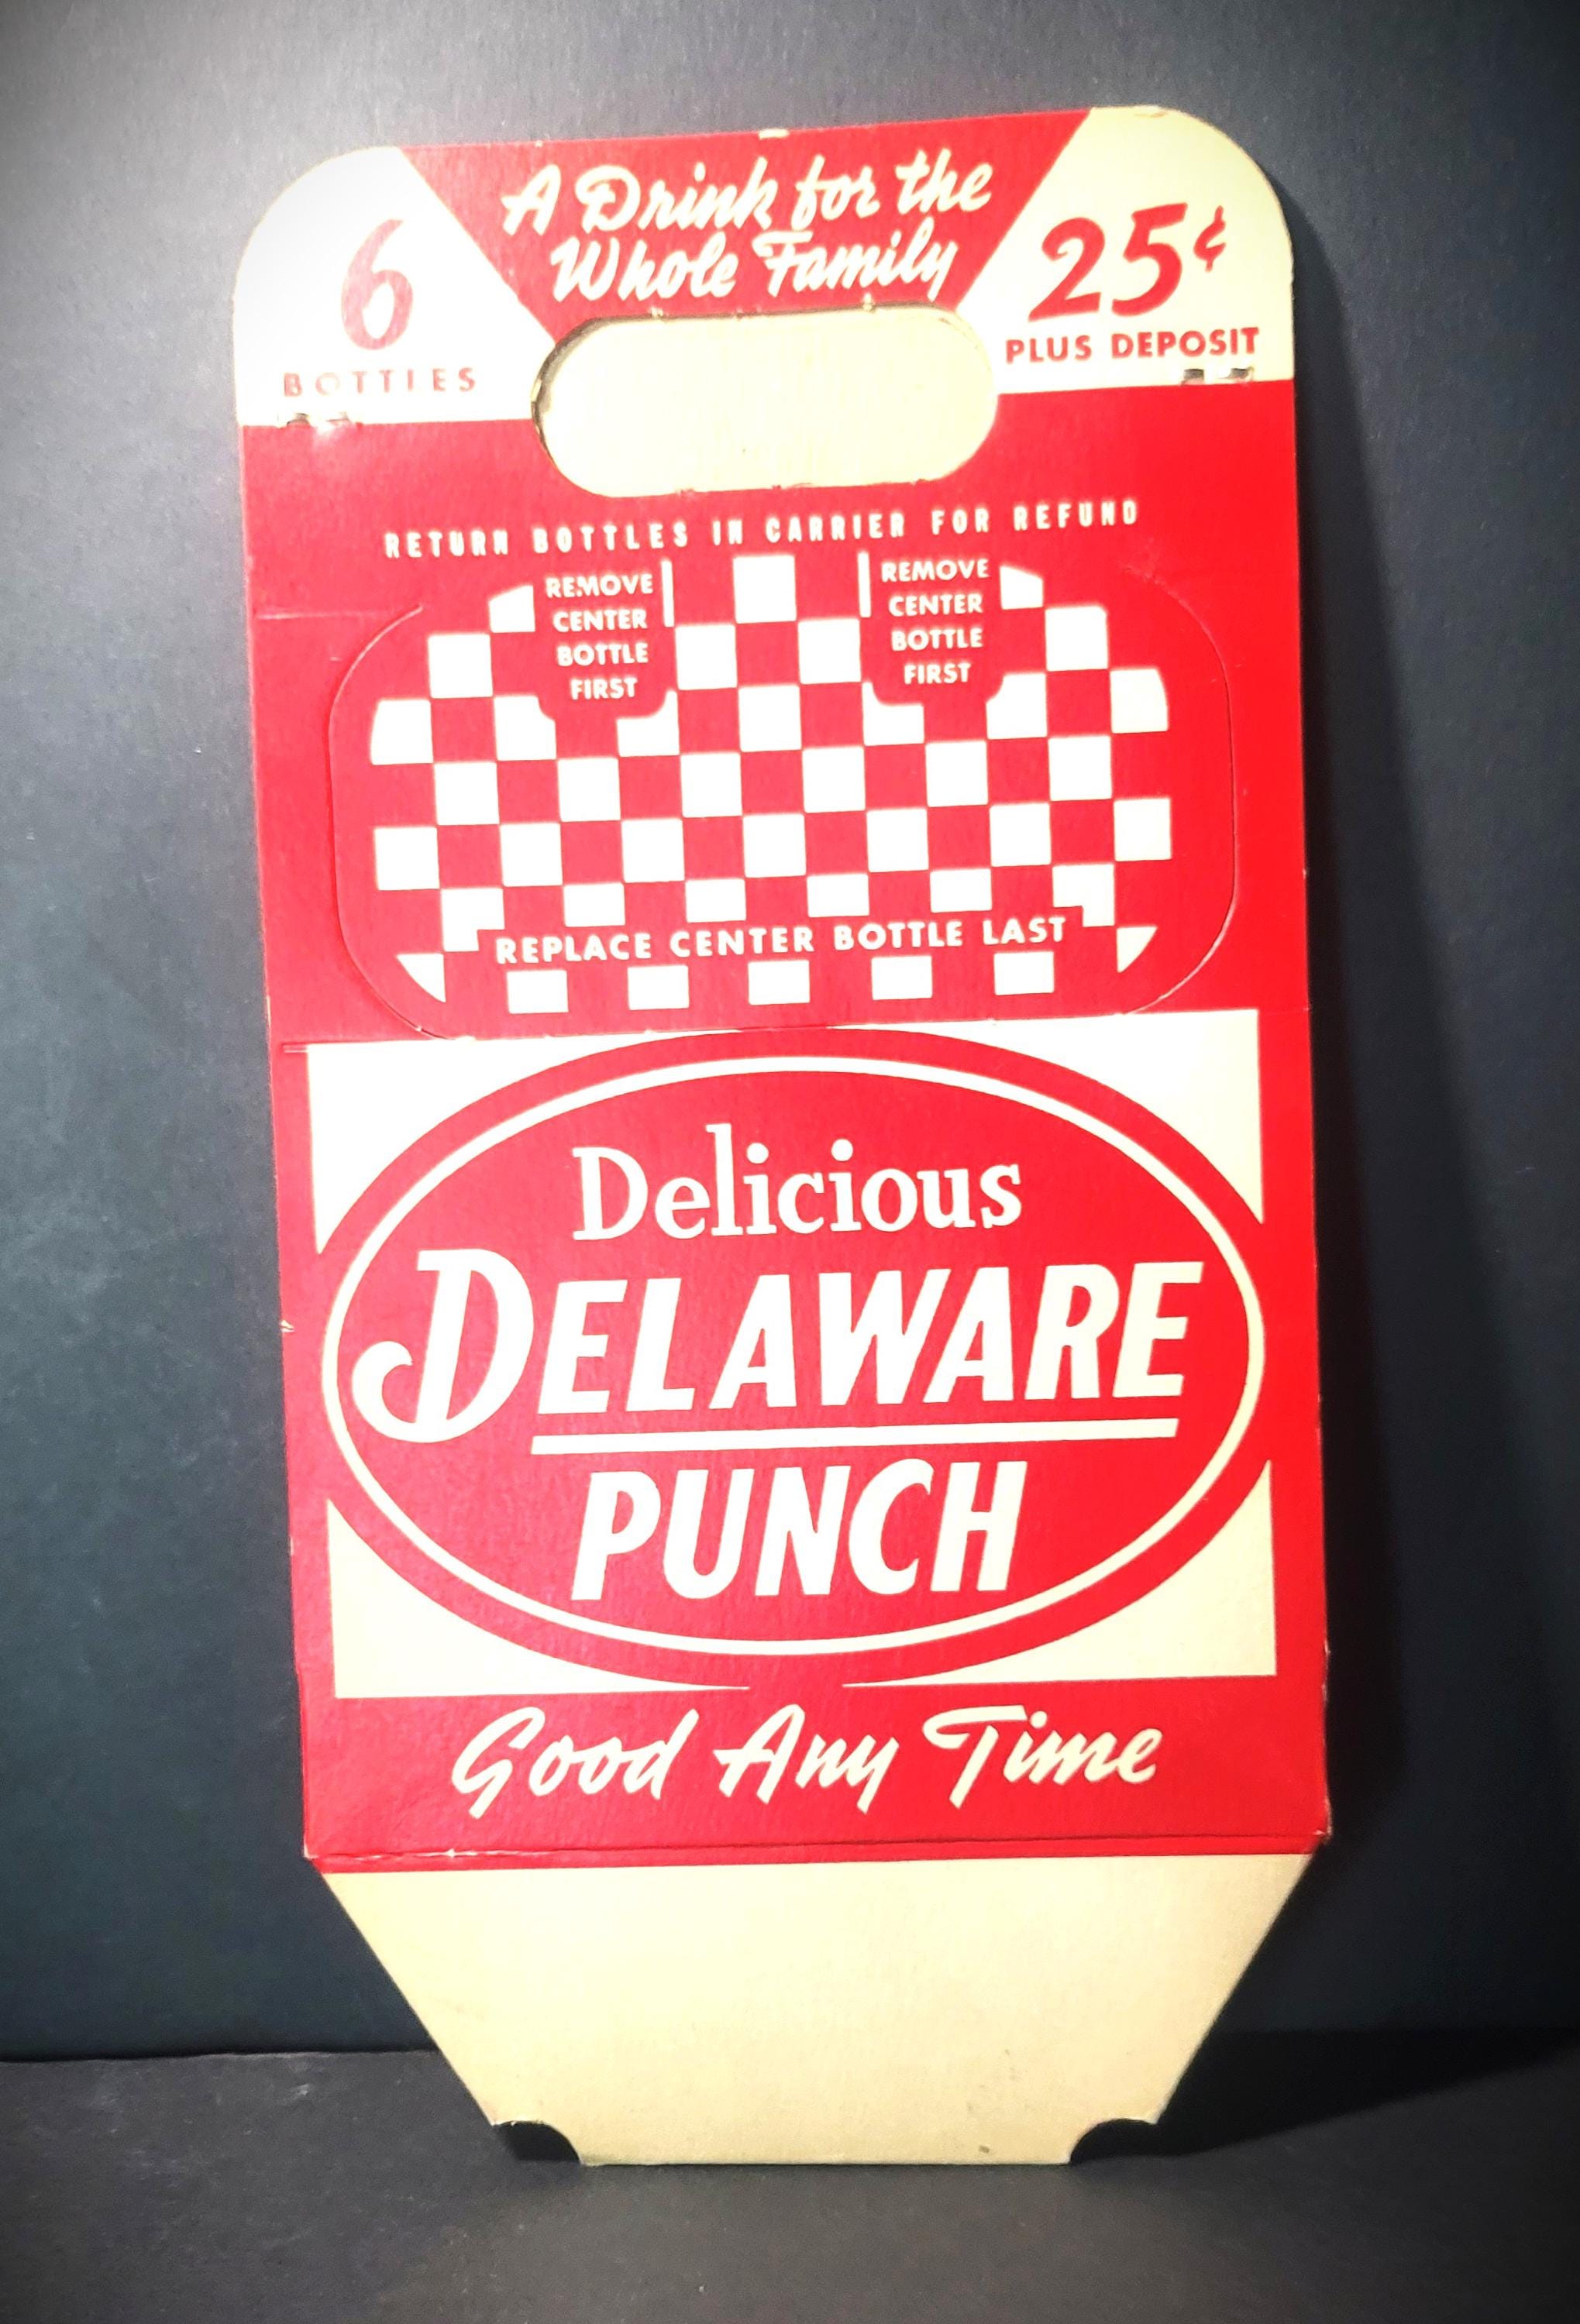 A Drink for the
Whole Family
6
BOTTLES
25¢
PLUS DEPOSIT
RETURN BOTTLES IN CARRIER FOR REFUND
REMOVE
CENTER
BOTTLE
FIRST
REMOVE
CENTER
BOTTLE
FIRST
REPLACE CENTER BOTTLE LAST
Delicious
DELAWARE
PUNCH
Good Any Time